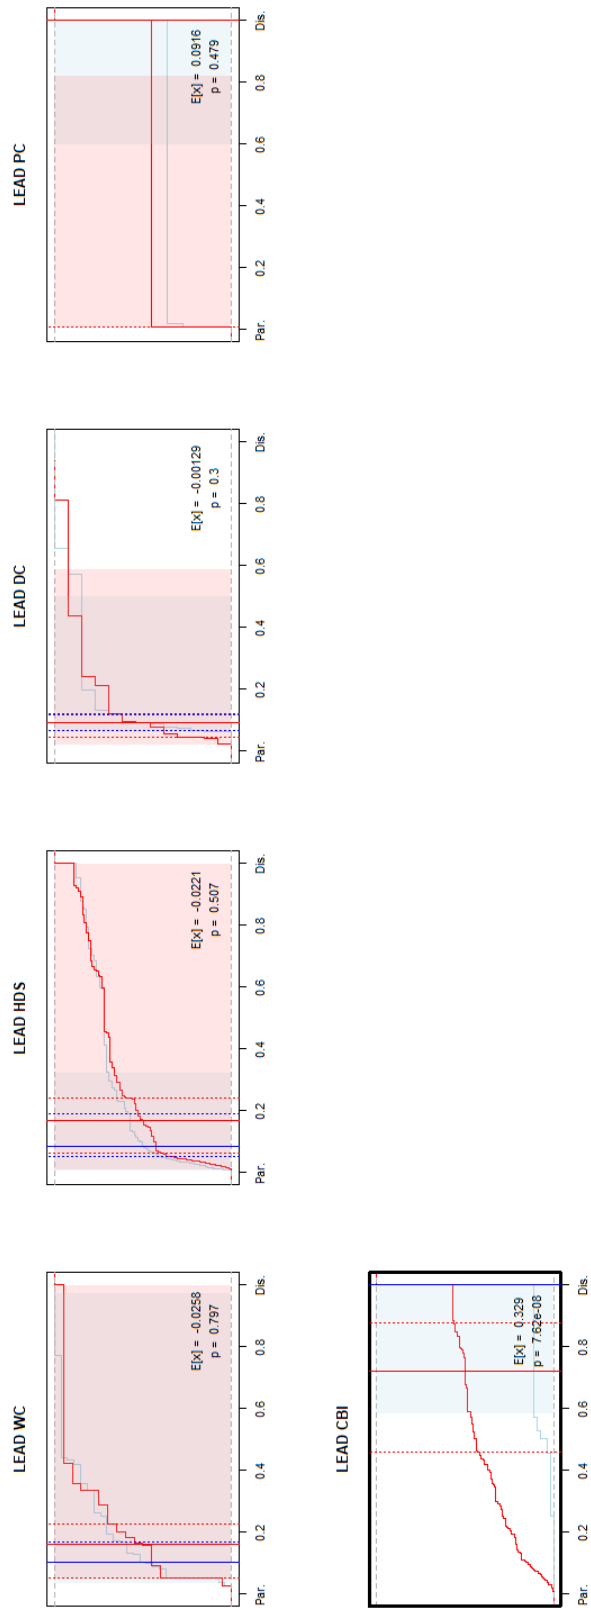 LEAD WC
E[x] = -0.0258
p = 0.797
Par. 0.2 0.4 0.6 0.8 Dis.
LEAD HDS
E[x] = -0.0221
p = 0.507
Par. 0.2 0.4 0.6 0.8 Dis.
LEAD DC
E[x] = -0.00129
p = 0.3
Par. 0.2 0.4 0.6 0.8 Dis.
LEAD PC
E[x] = 0.0916
p = 0.479
Par. 0.2 0.4 0.6 0.8 Dis.
LEAD CBI
E[x] = 0.329
p = 7.62e-08
Par. 0.2 0.4 0.6 0.8 Dis.